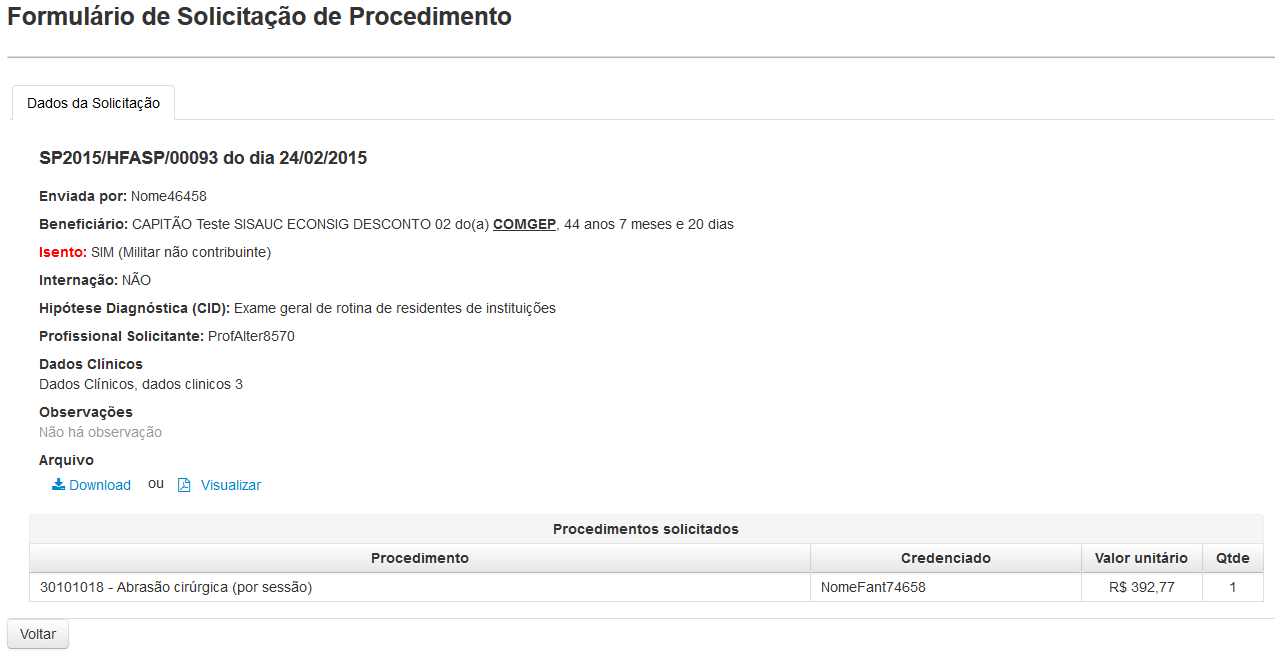 Formulário de Solicitação de Procedimento
Dados da Solicitação
SP2015/HFASP/00093 do dia 24/02/2015
Enviada por: Nome46458
Beneficiário: CAPITÃO Teste SISAUC ECONSIG DESCONTO 02 do(a) COMGEP, 44 anos 7 meses e 20 dias
Isento: SIM (Militar não contribuinte)
Internação: NÃO
Hipótese Diagnóstica (CID): Exame geral de rotina de residentes de instituições
Profissional Solicitante: ProfAlter8570
Dados Clínicos
Dados Clínicos, dados clinicos 3
Observações
Não há observação
Arquivo
Download ou Visualizar
Procedimentos solicitados
Procedimento Credenciado Valor unitário Qtde
30101018 - Abrasão cirúrgica (por sessão) NomeFant74658 R$ 392,77 1
Voltar